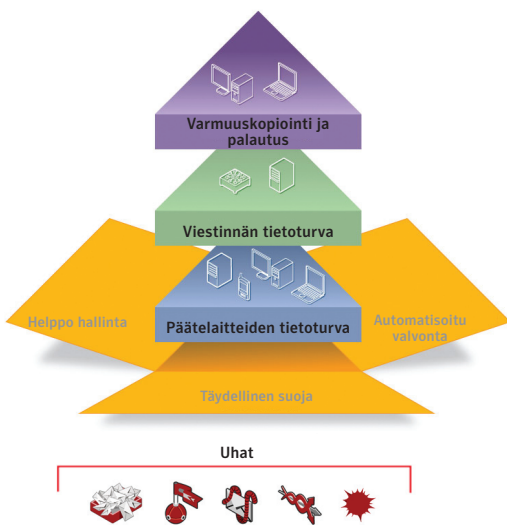 Varmuuskopiointi ja
palautus
Viestinnän tietoturva
Helppo hallinta
Päätelaitteiden tietoturva
Automatisoitu
valvonta
Täydellinen suoja
Uhat